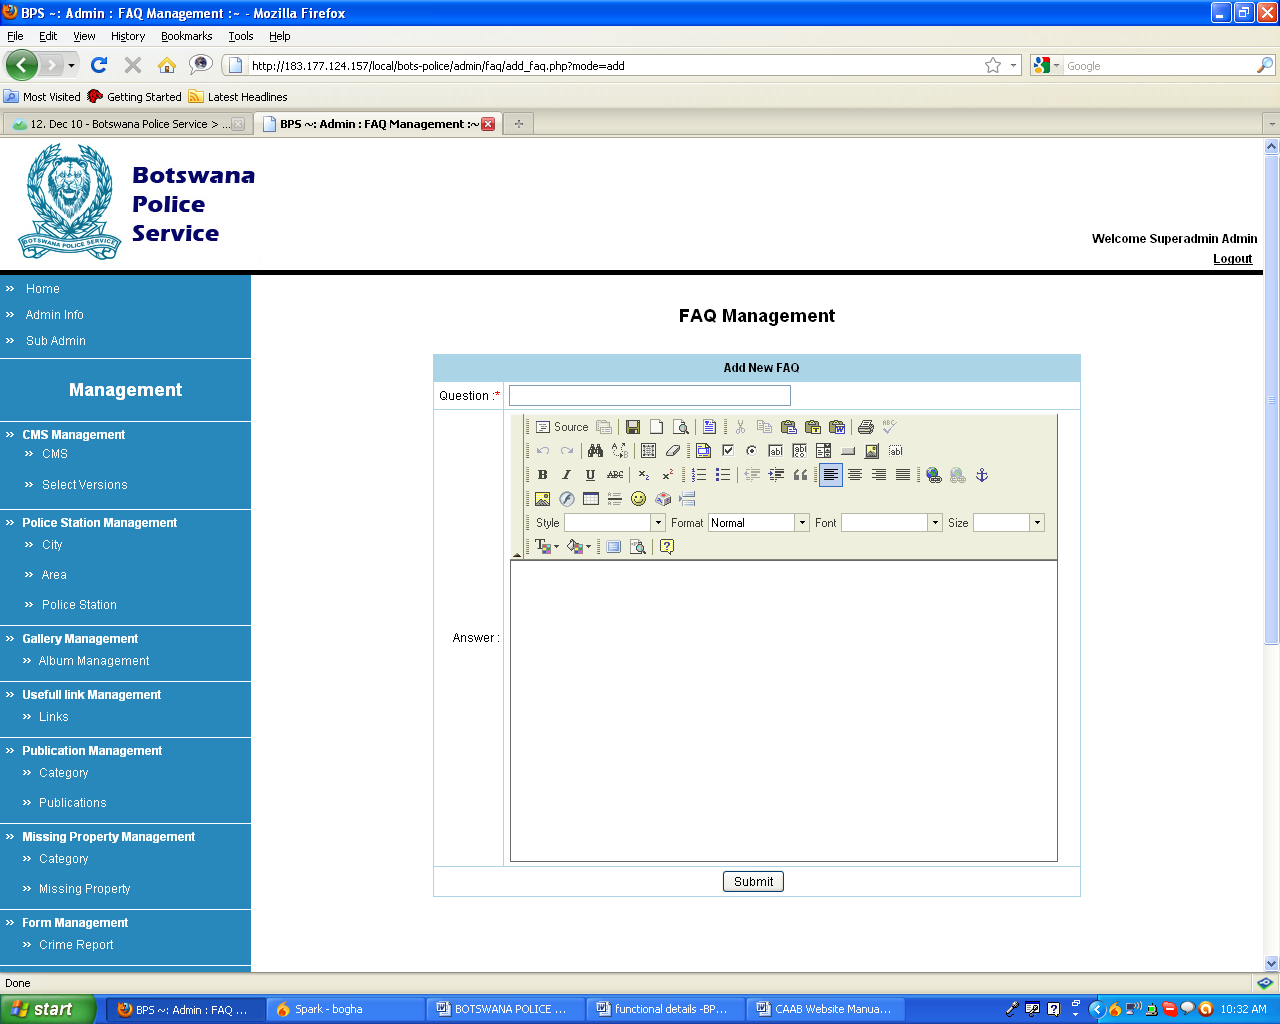 BPS ~: Admin : FAQ Management :~ - Mozilla Firefox
File Edit View History Bookmarks Tools Help
http://183.177.124.157/local/bots-police/admin/faq/add_faq.php?mode=add
Google
Most Visited Getting Started Latest Headlines
12. Dec 10 - Botswana Police Service > ...
BPS ~: Admin : FAQ Management :~
BOTSWANA POLICE SERVICE
Botswana
Police
Service
Welcome Superadmin Admin
Logout
Home
Admin Info
Sub Admin
Management
CMS Management
CMS
Select Versions
Police Station Management
City
Area
Police Station
Gallery Management
Album Management
Usefull link Management
Links
Publication Management
Category
Publications
Missing Property Management
Category
Missing Property
Form Management
Crime Report
FAQ Management
Add New FAQ
Question :*
Source
B I U ABC
Style Format Normal Font Size
Answer :
Submit
Done
start
BPS ~: Admin : FAQ ...
Spark - bogha
BOTSWANA POLICE ...
functional details -BP...
CAAB Website Manua...
10:32 AM